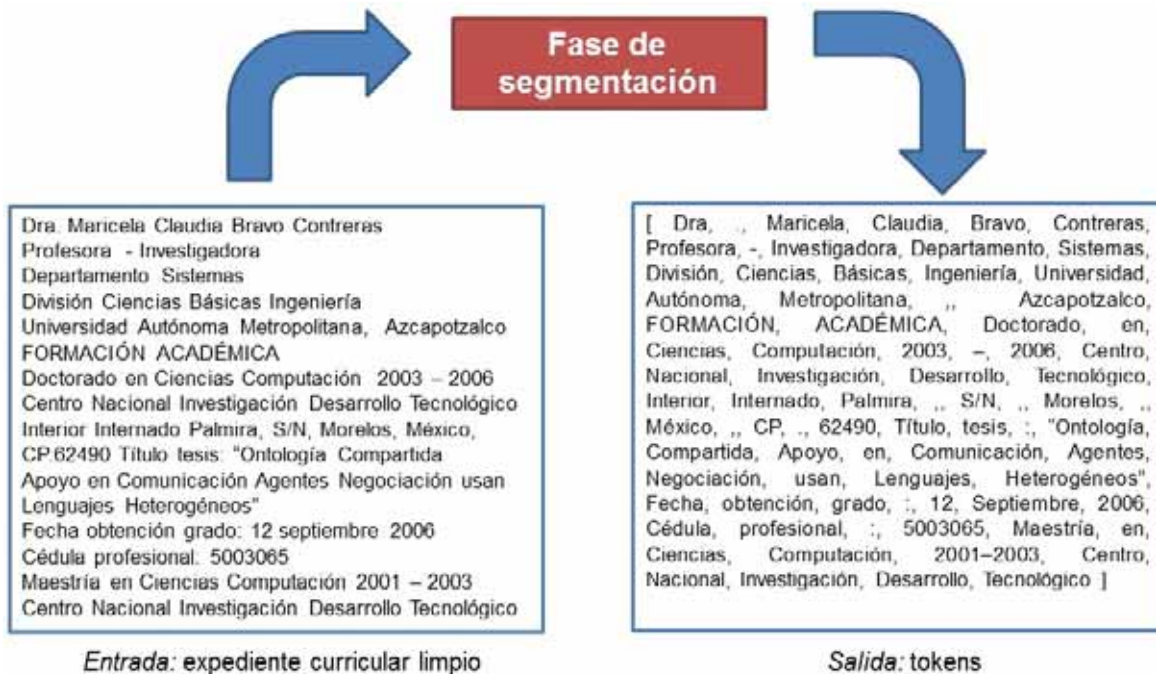 Fase de
segmentación
Dra. Maricela Claudia Bravo Contreras
Profesora - Investigadora
Departamento Sistemas
División Ciencias Básicas Ingeniería
Universidad Autónoma Metropolitana, Azcapotzalco
FORMACIÓN ACADÉMICA
Doctorado en Ciencias Computación 2003 – 2006
Centro Nacional Investigación Desarrollo Tecnológico
Interior Internado Palmira, S/N, Morelos, México,
CP.62490 Título tesis: "Ontología Compartida
Apoyo en Comunicación Agentes Negociación usan
Lenguajes Heterogéneos"
Fecha obtención grado: 12 septiembre 2006
Cédula profesional: 5003065
Maestría en Ciencias Computación 2001 – 2003
Centro Nacional Investigación Desarrollo Tecnológico
Entrada: expediente curricular limpio
[ Dra, ., Maricela, Claudia, Bravo, Contreras,
Profesora, -, Investigadora, Departamento, Sistemas,
División, Ciencias, Básicas, Ingeniería, Universidad,
Autónoma, Metropolitana, ,, Azcapotzalco,
FORMACIÓN, ACADÉMICA, Doctorado, en,
Ciencias, Computación, 2003, –, 2006, Centro,
Nacional, Investigación, Desarrollo, Tecnológico,
Interior, Internado, Palmira, ,, S/N, ,, Morelos, ,,
México, ,, CP, ., 62490, Título, tesis, :, "Ontología,
Compartida, Apoyo, en, Comunicación, Agentes,
Negociación, usan, Lenguajes, Heterogéneos",
Fecha, obtención, grado, :, 12, Septiembre, 2006,
Cédula, profesional, :, 5003065, Maestría, en,
Ciencias, Computación, 2001–2003, Centro,
Nacional, Investigación, Desarrollo, Tecnológico ]
Salida: tokens